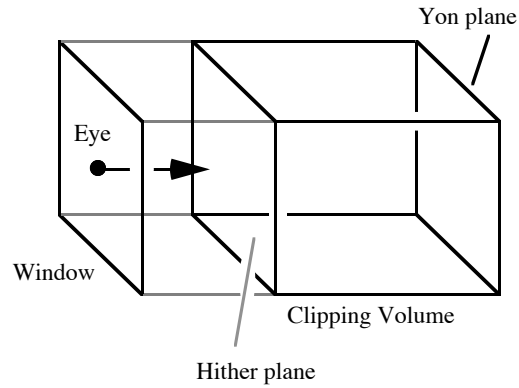 Yon plane
Eye
Window
Clipping Volume
Hither plane